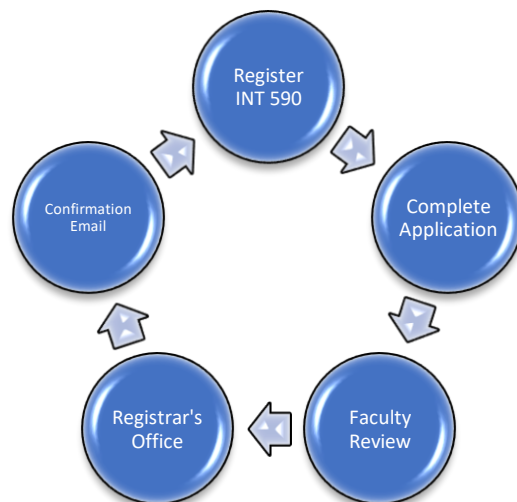 Register
INT 590
Complete
Application
Faculty
Review
Registrar's
Office
Confirmation
Email